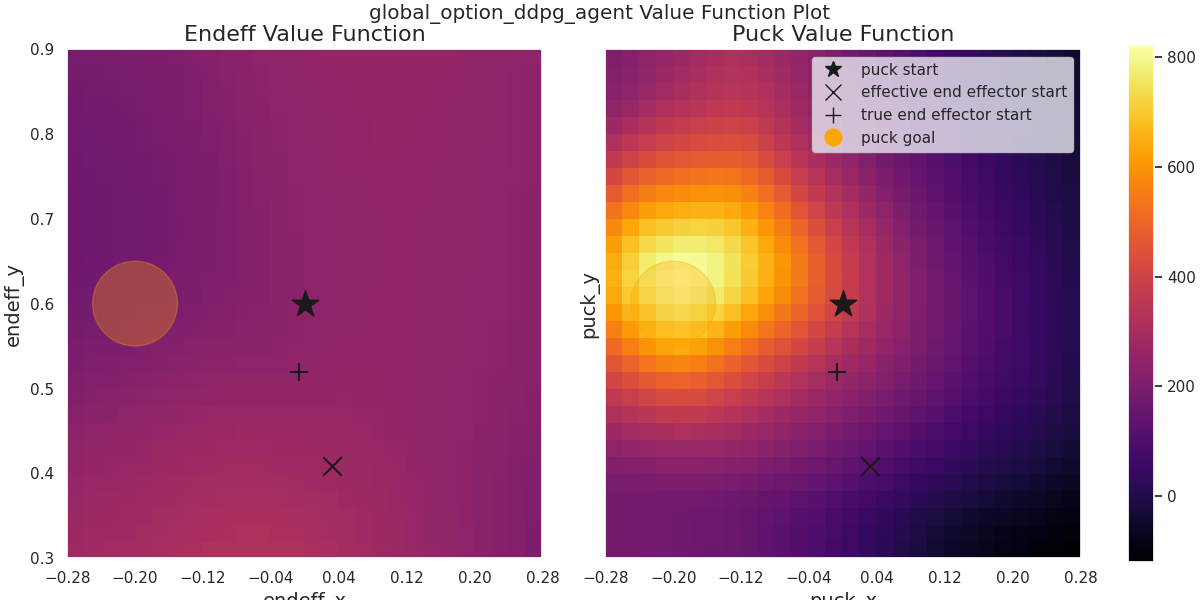 global_option_ddpg_agent Value Function Plot
Endeff Value Function
Puck Value Function
0.9
0.8
0.7
0.6
0.5
0.4
0.3
endeff_y
−0.28 −0.20 −0.12 −0.04 0.04 0.12 0.20 0.28
endeff_x
puck start
effective end effector start
true end effector start
puck goal
puck_y
−0.28 −0.20 −0.12 −0.04 0.04 0.12 0.20 0.28
puck_x
800
600
400
200
0